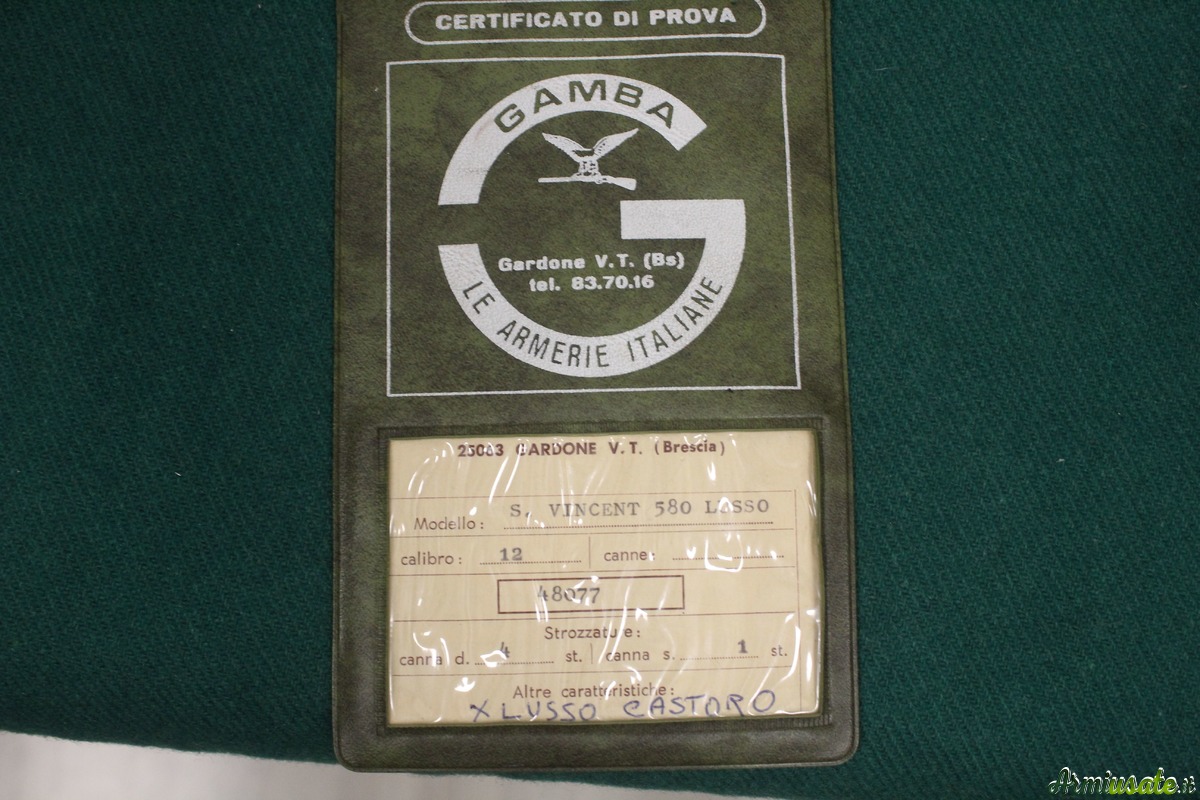 CERTIFICATO DI PROVA
GAMBA
Gardone V.T. (Bs)
tel. 83.70.16
LE ARMERIE ITALIANE
25063 GARDONE V.T. (Brescia)
Modello: S. VINCENT 580 LUSSO
calibro: 12 canne:
48077
Strozzature:
canna d. 4 st. canna s. 1 st.
Altre caratteristiche:
X LUSSO CASTORO
Armiusate.it